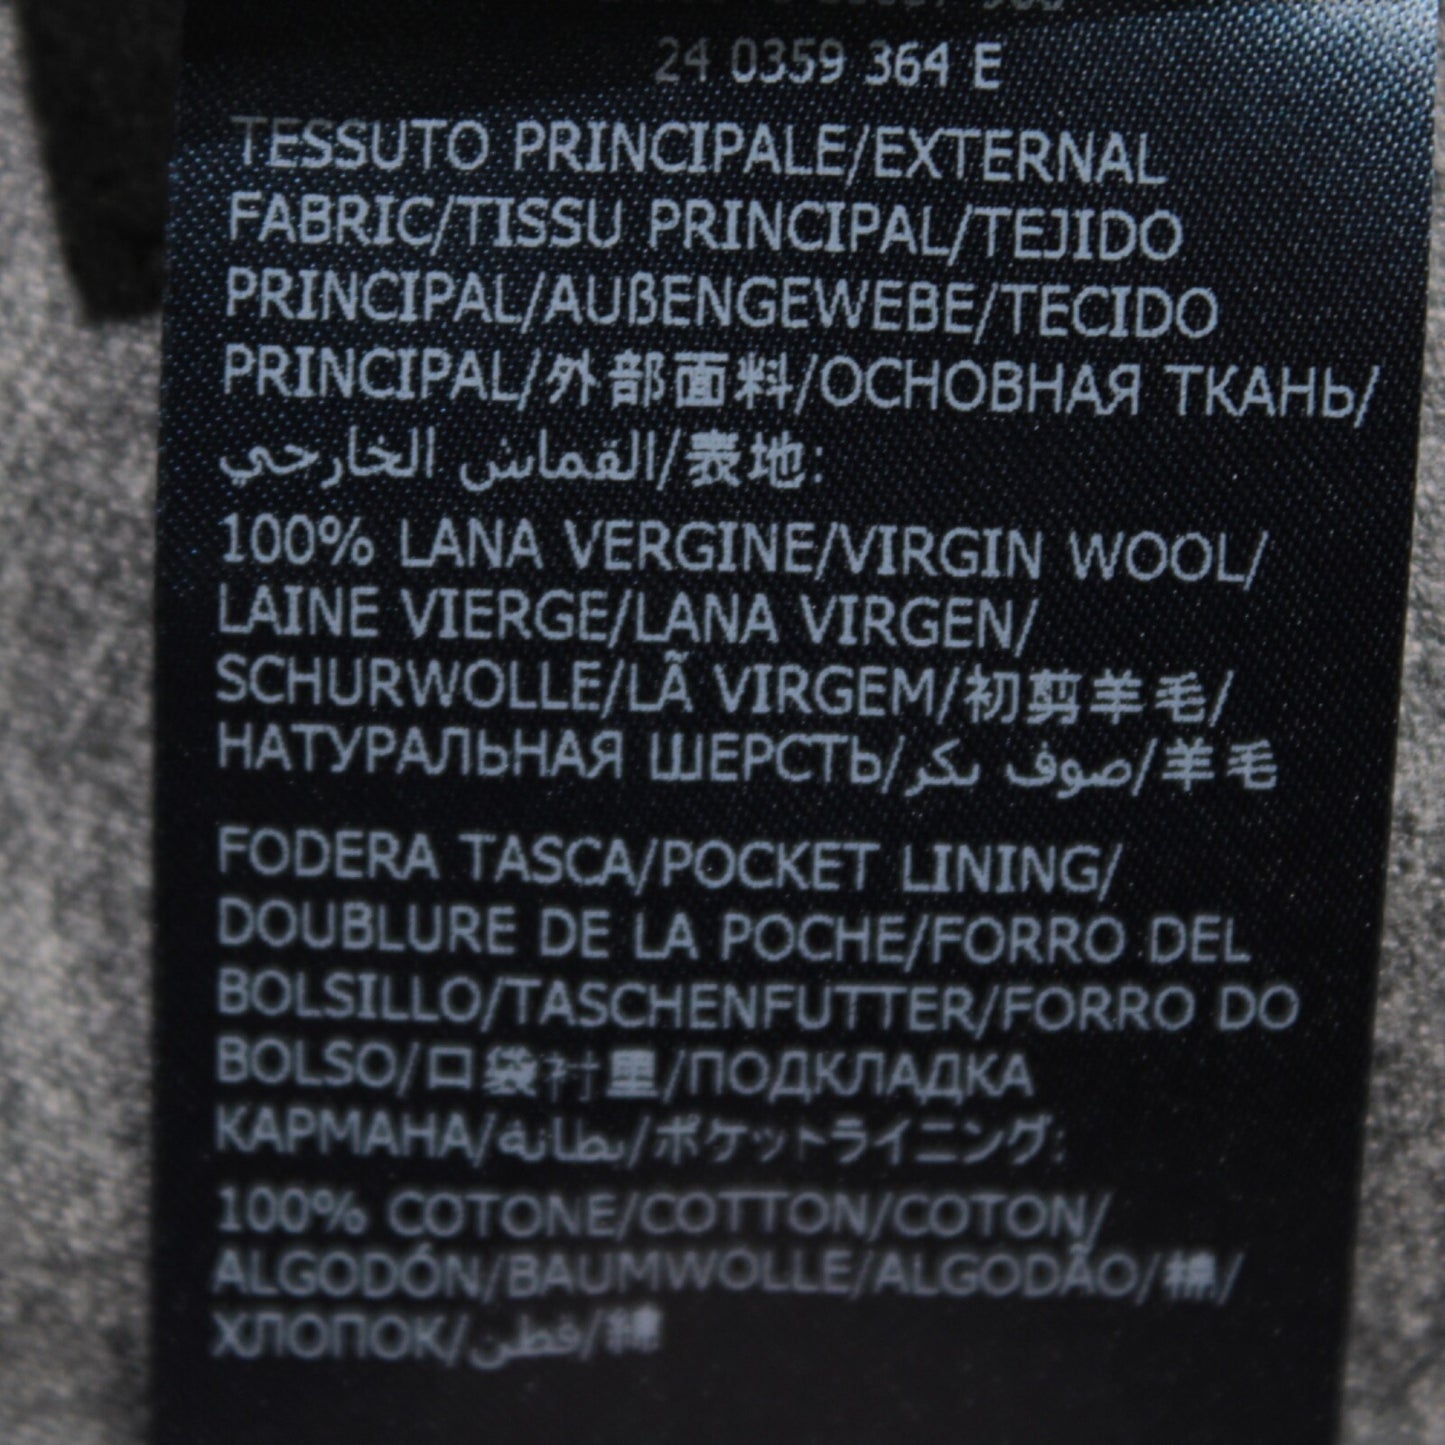 24 0359 364 E
TESSUTO PRINCIPALE/EXTERNAL
FABRIC/TISSU PRINCIPAL/TEJIDO
PRINCIPAL/AUßENGEWEBE/TECIDO
PRINCIPAL/外部面料/ОСНОВНАЯ ТКАНЬ/
القماش الخارجي/表地:
100% LANA VERGINE/VIRGIN WOOL/
LAINE VIERGE/LANA VIRGEN/
SCHURWOLLE/LÃ VIRGEM/初剪羊毛/
НАТУРАЛЬНАЯ ШЕРСТЬ/صوف بكر/羊毛
FODERA TASCA/POCKET LINING/
DOUBLURE DE LA POCHE/FORRO DEL
BOLSILLO/TASCHENFUTTER/FORRO DO
BOLSO/口袋衬里/ПОДКЛАДКА
КАРМАНА/بطانة/ポケットライニング:
100% COTONE/COTTON/COTON/
ALGODÓN/BAUMWOLLE/ALGODÃO/棉/
ХЛОПОК/قطن/綿